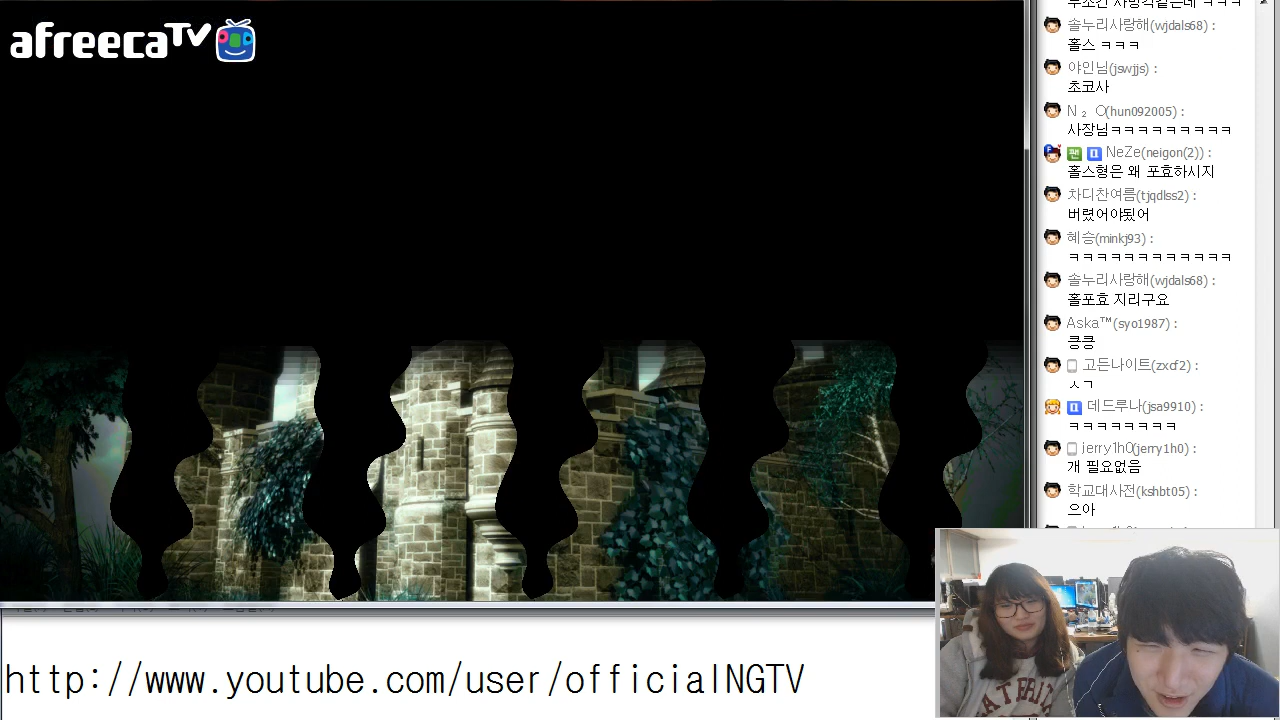 afreecaTV
솔누리사랑해(wjdals68) :
홀스 ㅋㅋㅋ
야인님(jswjjs) :
초코사
N ₂ O(hun092005) :
사장님ㅋㅋㅋㅋㅋㅋㅋㅋㅋ
팬 NeZe(neigon(2)) :
홀스형은 왜 포효하시지
차디찬여름(tjqdlss2) :
버렸어야됬어
혜승(minkj93) :
ㅋㅋㅋㅋㅋㅋㅋㅋㅋㅋㅋㅋ
솔누리사랑해(wjdals68) :
홀포효 지리구요
Aska™(syo1987) :
킁킁
고든나이트(zxcf2) :
ㅅㄱ
데드루나(jsa9910) :
ㅋㅋㅋㅋㅋㅋㅋㅋ
jerry1h0(jerry1h0) :
개 필요없음
학교대사전(kshbt05) :
으아
http://www.youtube.com/user/officialNGTV